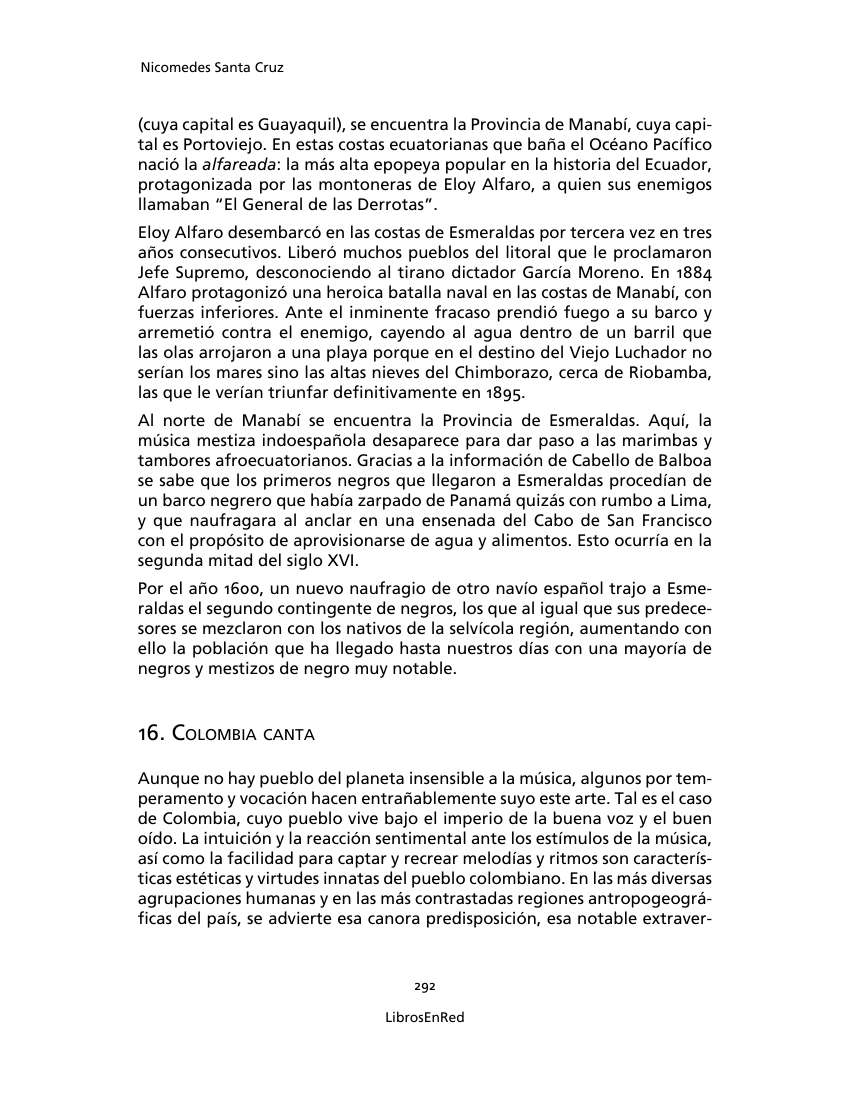 Nicomedes Santa Cruz
(cuya capital es Guayaquil), se encuentra la Provincia de Manabí, cuya capi-
tal es Portoviejo. En estas costas ecuatorianas que baña el Océano Pacífico
nació la alfareada: la más alta epopeya popular en la historia del Ecuador,
protagonizada por las montoneras de Eloy Alfaro, a quien sus enemigos
llamaban “El General de las Derrotas”.
Eloy Alfaro desembarcó en las costas de Esmeraldas por tercera vez en tres
años consecutivos. Liberó muchos pueblos del litoral que le proclamaron
Jefe Supremo, desconociendo al tirano dictador García Moreno. En 1884
Alfaro protagonizó una heroica batalla naval en las costas de Manabí, con
fuerzas inferiores. Ante el inminente fracaso prendió fuego a su barco y
arremetió contra el enemigo, cayendo al agua dentro de un barril que
las olas arrojaron a una playa porque en el destino del Viejo Luchador no
serían los mares sino las altas nieves del Chimborazo, cerca de Riobamba,
las que le verían triunfar definitivamente en 1895.
Al norte de Manabí se encuentra la Provincia de Esmeraldas. Aquí, la
música mestiza indoespañola desaparece para dar paso a las marimbas y
tambores afroecuatorianos. Gracias a la información de Cabello de Balboa
se sabe que los primeros negros que llegaron a Esmeraldas procedían de
un barco negrero que había zarpado de Panamá quizás con rumbo a Lima,
y que naufragara al anclar en una ensenada del Cabo de San Francisco
con el propósito de aprovisionarse de agua y alimentos. Esto ocurría en la
segunda mitad del siglo XVI.
Por el año 1600, un nuevo naufragio de otro navío español trajo a Esme-
raldas el segundo contingente de negros, los que al igual que sus predece-
sores se mezclaron con los nativos de la selvícola región, aumentando con
ello la población que ha llegado hasta nuestros días con una mayoría de
negros y mestizos de negro muy notable.
16. Colombia canta
Aunque no hay pueblo del planeta insensible a la música, algunos por tem-
peramento y vocación hacen entrañablemente suyo este arte. Tal es el caso
de Colombia, cuyo pueblo vive bajo el imperio de la buena voz y el buen
oído. La intuición y la reacción sentimental ante los estímulos de la música,
así como la facilidad para captar y recrear melodías y ritmos son caracterís-
ticas estéticas y virtudes innatas del pueblo colombiano. En las más diversas
agrupaciones humanas y en las más contrastadas regiones antropogeográ-
ficas del país, se advierte esa canora predisposición, esa notable extraver-
292
LibrosEnRed